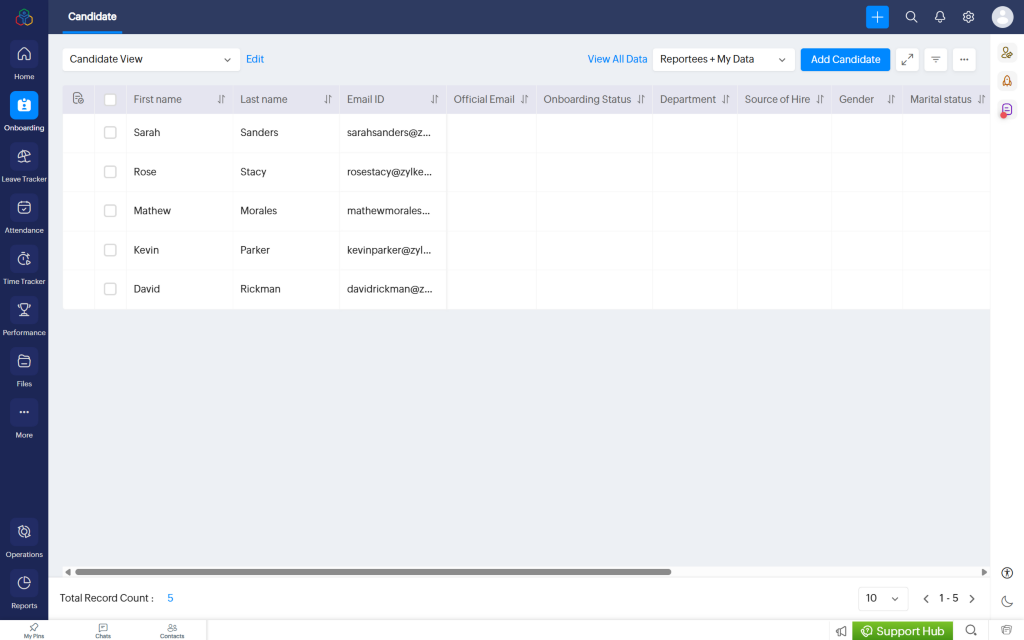 Candidate
Home
Onboarding
Leave Tracker
Attendance
Time Tracker
Performance
Files
More
Operations
Reports
Candidate View
Edit
View All Data
Reportees + My Data
Add Candidate
First name
Last name
Email ID
Official Email
Onboarding Status
Department
Source of Hire
Gender
Marital status
Sarah Sanders sarahsanders@z...
Rose Stacy rosestacy@zylke...
Mathew Morales mathewmorales...
Kevin Parker kevinparker@zyl...
David Rickman davidrickman@z...
Total Record Count : 5
10
1 - 5
My Pins
Chats
Contacts
Support Hub